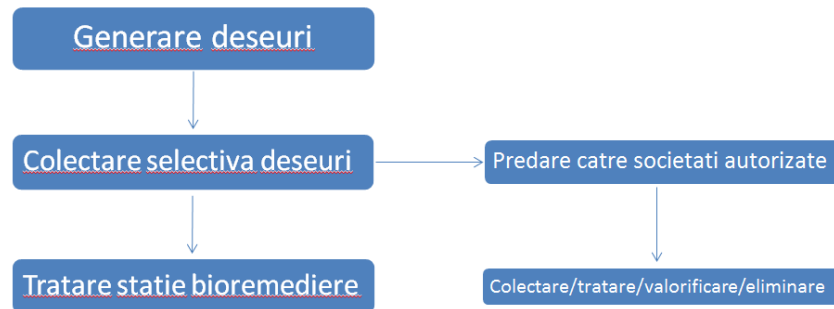 Generare deseuri
Colectare selectiva deseuri
Predare catre societati autorizate
Tratare statie bioremediere
Colectare/tratare/valorificare/eliminare